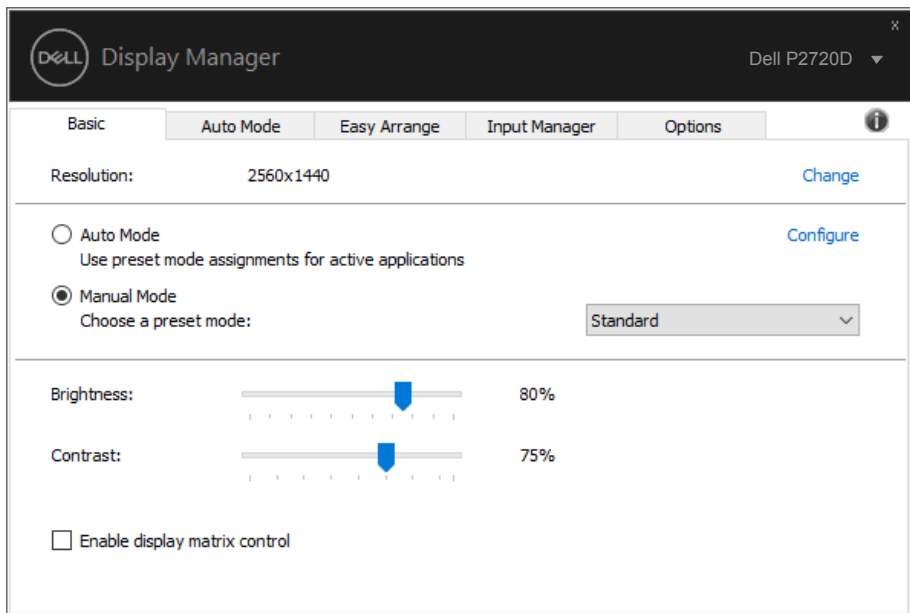 x
DELL Display Manager Dell P2720D
Basic Auto Mode Easy Arrange Input Manager Options i
Resolution: 2560x1440 Change
Auto Mode Configure
Use preset mode assignments for active applications
Manual Mode
Choose a preset mode: Standard
Brightness: 80%
Contrast: 75%
Enable display matrix control